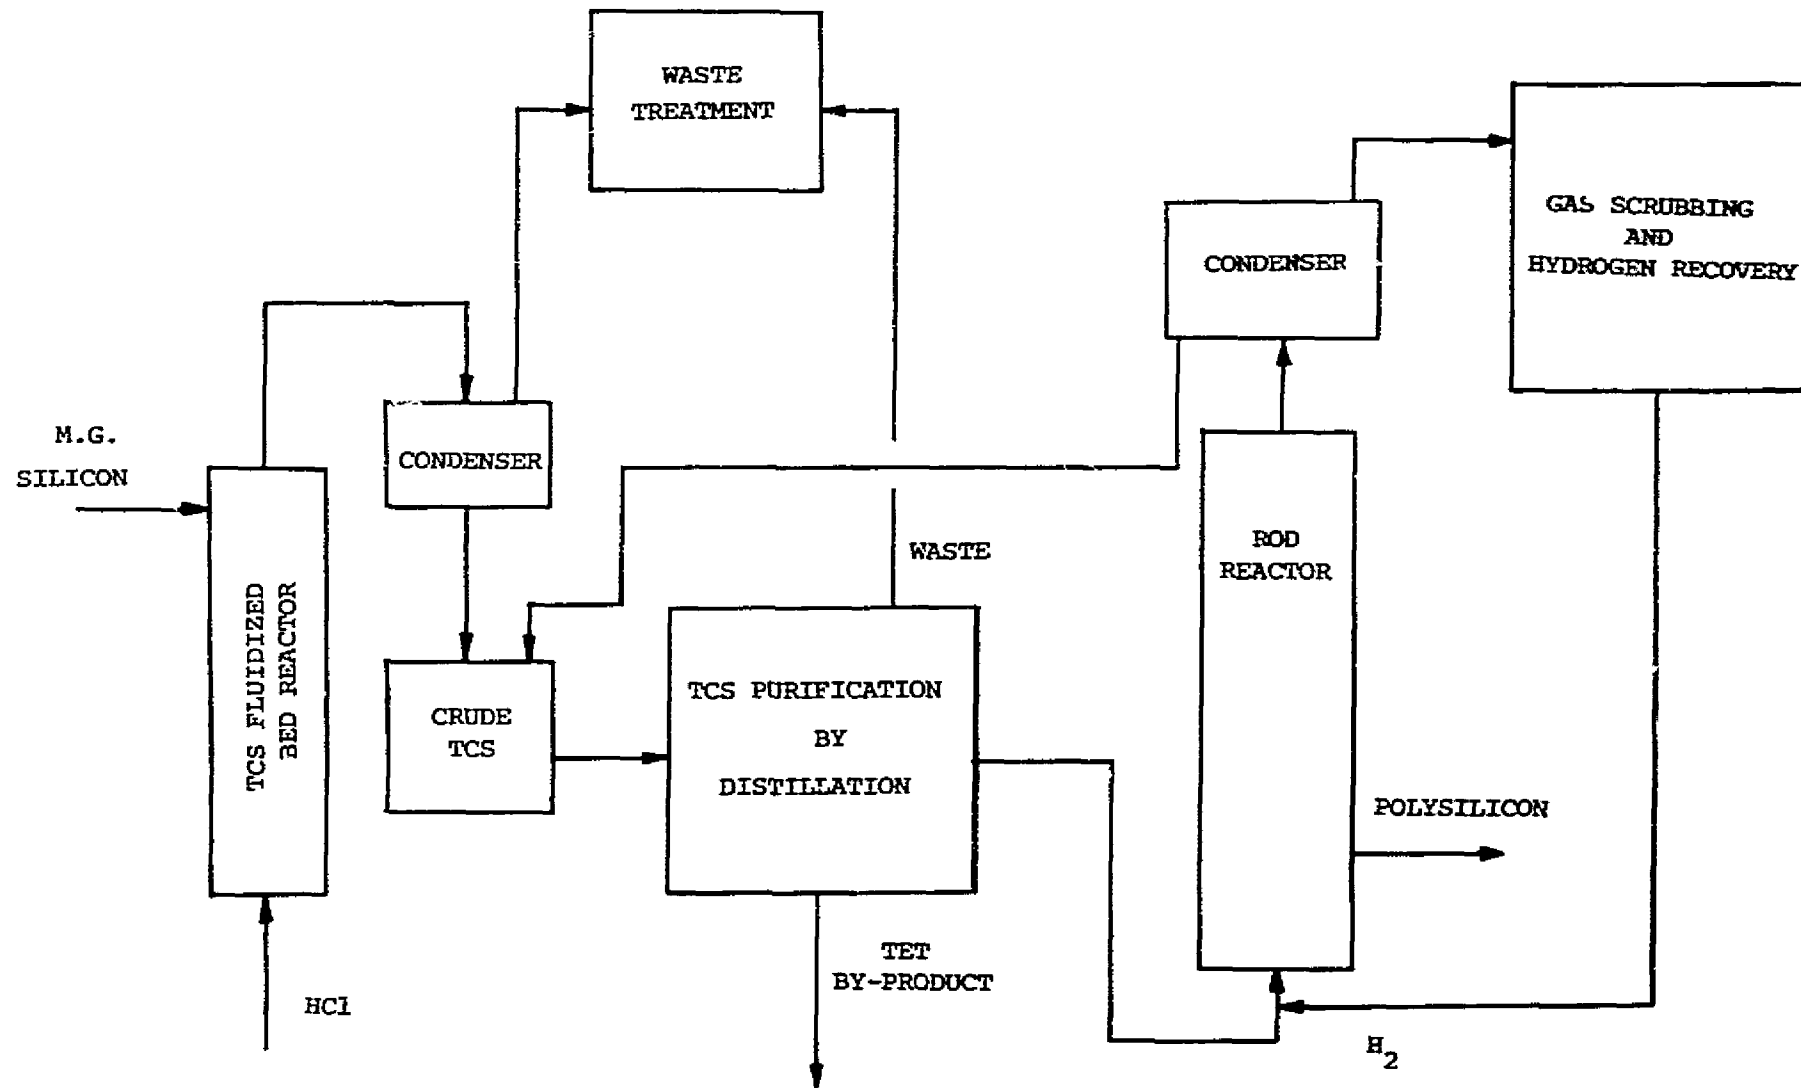 WASTE
TREATMENT
GAS SCRUBBING
AND
HYDROGEN RECOVERY
CONDENSER
M.G.
SILICON
CONDENSER
TCS FLUIDIZED
BED REACTOR
HCl
CRUDE
TCS
WASTE
TCS PURIFICATION
BY
DISTILLATION
TET
BY-PRODUCT
ROD
REACTOR
POLYSILICON
H2